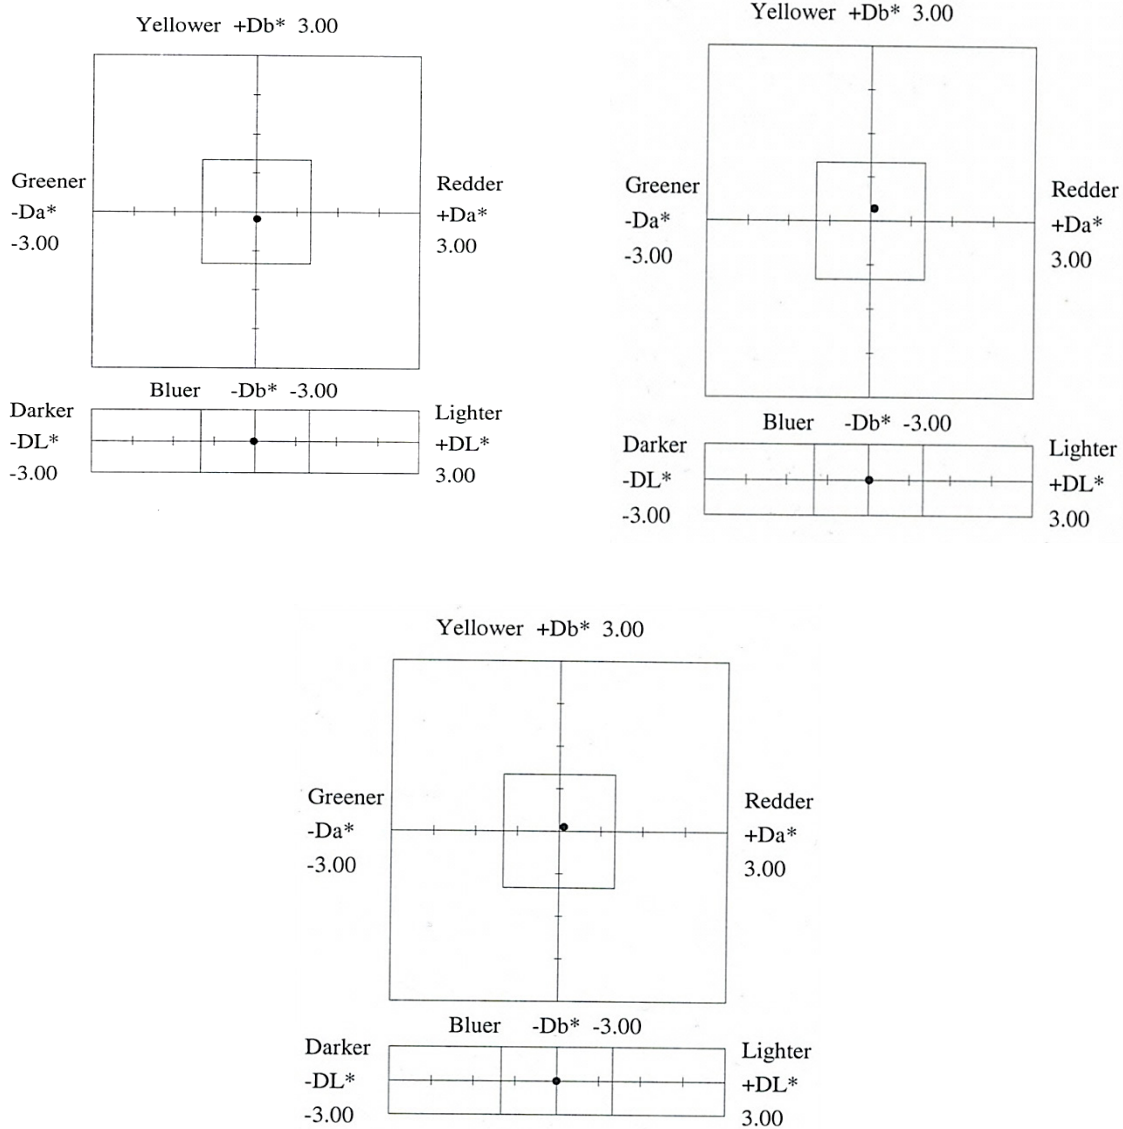 Yellower +Db* 3.00
Greener
-Da*
-3.00
Redder
+Da*
3.00
Bluer -Db* -3.00
Darker
-DL*
-3.00
Lighter
+DL*
3.00
Yellower +Db* 3.00
Greener
-Da*
-3.00
Redder
+Da*
3.00
Bluer -Db* -3.00
Darker
-DL*
-3.00
Lighter
+DL*
3.00
Yellower +Db* 3.00
Greener
-Da*
-3.00
Redder
+Da*
3.00
Bluer -Db* -3.00
Darker
-DL*
-3.00
Lighter
+DL*
3.00